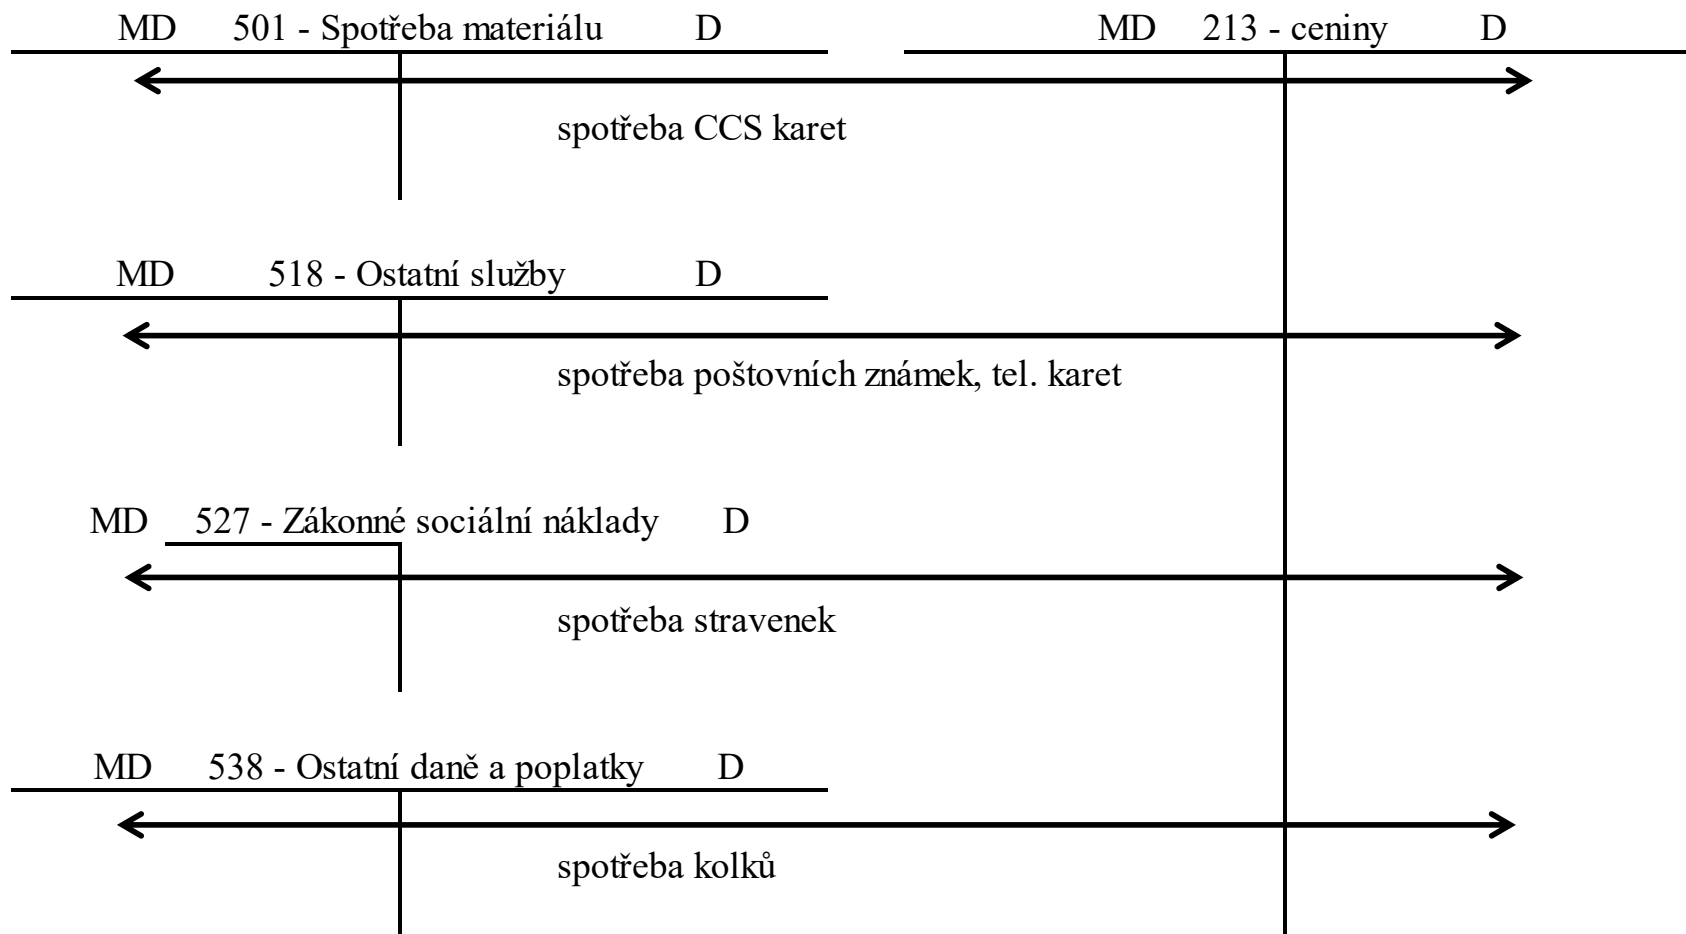 MD 501 - Spotřeba materiálu D MD 213 - ceniny D
spotřeba CCS karet
MD 518 - Ostatní služby D
spotřeba poštovních známek, tel. karet
MD 527 - Zákonné sociální náklady D
spotřeba stravenek
MD 538 - Ostatní daně a poplatky D
spotřeba kolků